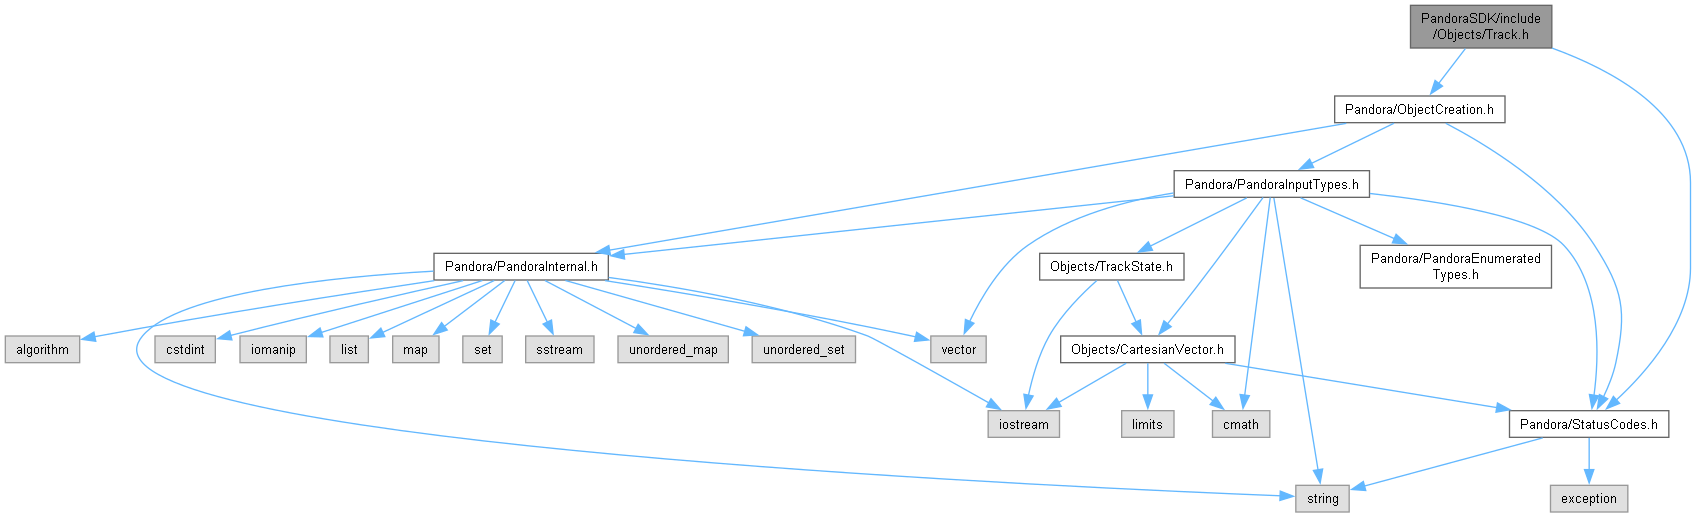 PandoraSDK/include
/Objects/Track.h
Pandora/ObjectCreation.h
Pandora/PandoraInputTypes.h
Pandora/PandoraInternal.h
Objects/TrackState.h
Pandora/PandoraEnumerated
Types.h
algorithm
cstdint
iomanip
list
map
set
sstream
unordered_map
unordered_set
vector
Objects/CartesianVector.h
iostream
limits
cmath
Pandora/StatusCodes.h
string
exception